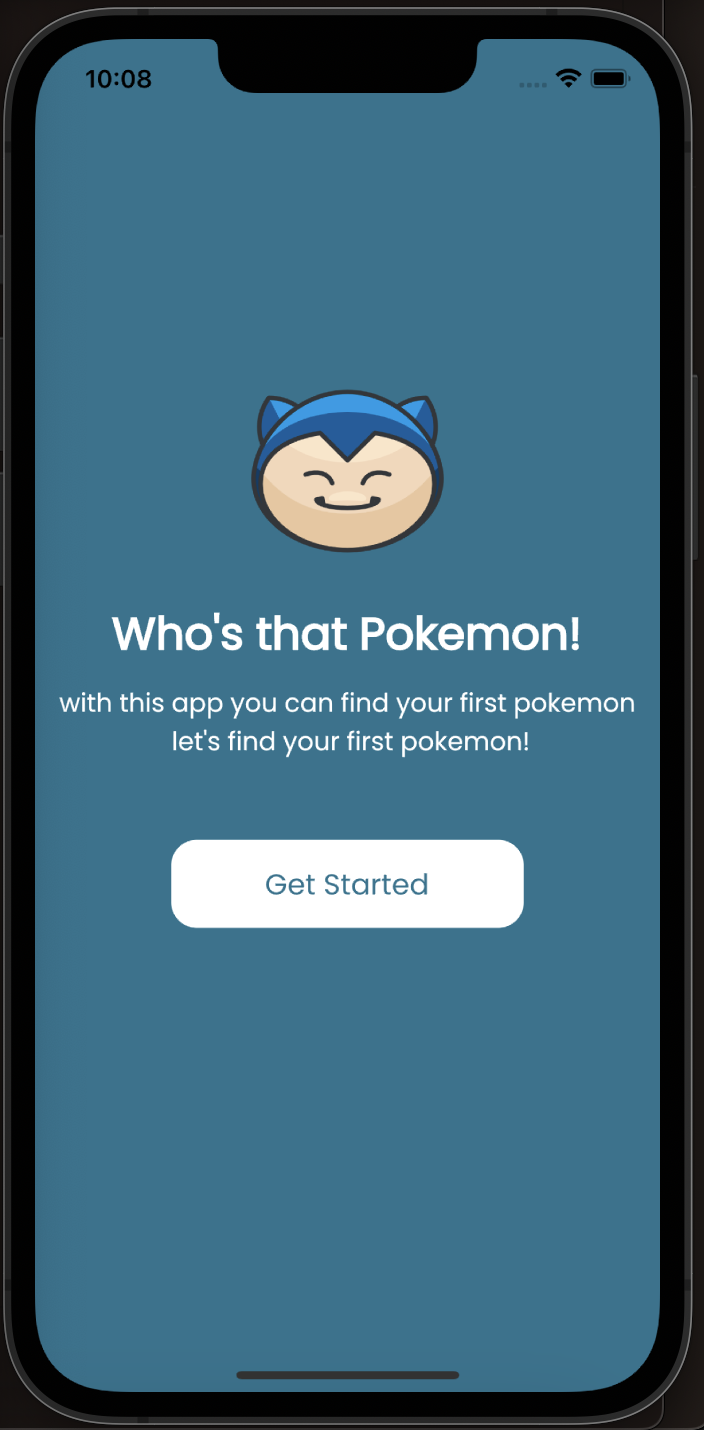 10:08
Who's that Pokemon!
with this app you can find your first pokemon
let's find your first pokemon!
Get Started